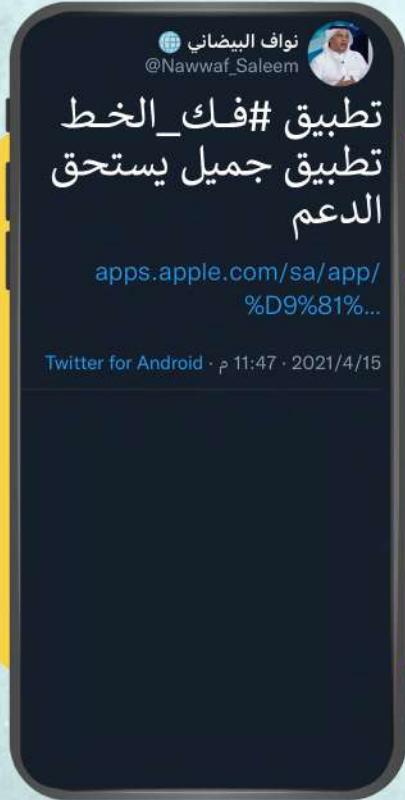 نواف البيضاني 🌐
@Nawwaf_Saleem
تطبيق #فـك_الخـط
تطبيق جميل يستحق
الدعم
apps.apple.com/sa/app/
%D9%81%...
2021/4/15 · 11:47 م · Twitter for Android